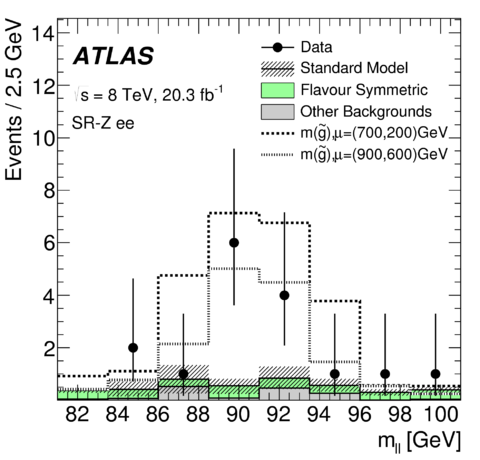 14
12
10
8
6
4
2
Events / 2.5 GeV
ATLAS
√s = 8 TeV, 20.3 fb⁻¹
SR-Z ee
Data
Standard Model
Flavour Symmetric
Other Backgrounds
m(g̃),μ=(700,200)GeV
m(g̃),μ=(900,600)GeV
82 84 86 88 90 92 94 96 98 100
m_ll [GeV]